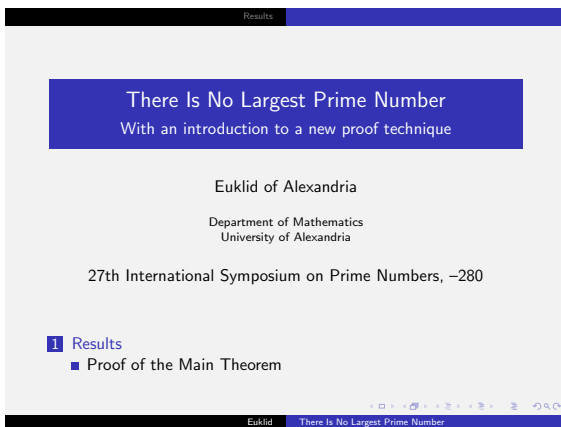 Results
There Is No Largest Prime Number
With an introduction to a new proof technique
Euklid of Alexandria
Department of Mathematics
University of Alexandria
27th International Symposium on Prime Numbers, –280
1 Results
Proof of the Main Theorem
Euklid There Is No Largest Prime Number